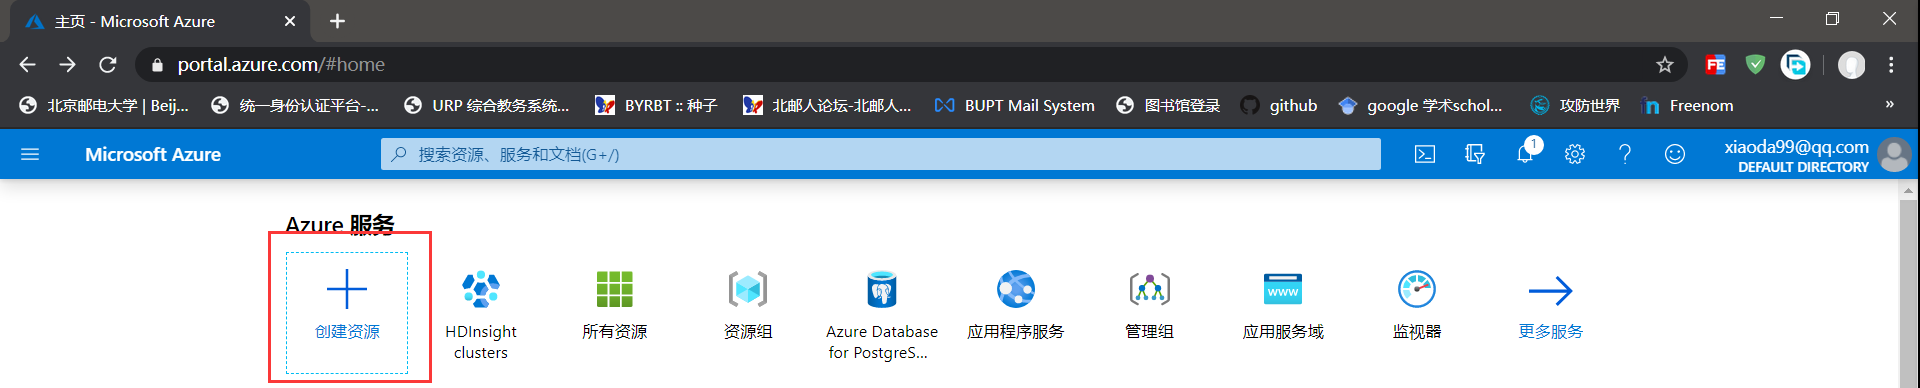 主页 - Microsoft Azure
portal.azure.com/#home
FE
北京邮电大学 | Beij...
统一身份认证平台-...
URP 综合教务系统...
BYRBT :: 种子
北邮人论坛-北邮人...
BUPT Mail System
图书馆登录
github
google 学术schol...
攻防世界
n Freenom
»
Microsoft Azure
搜索资源、服务和文档(G+/)
1
xiaoda99@qq.com
DEFAULT DIRECTORY
Azure 服务
创建资源
HDInsight
clusters
所有资源
资源组
Azure Database
for PostgreS...
应用程序服务
管理组
www
应用服务域
监视器
更多服务